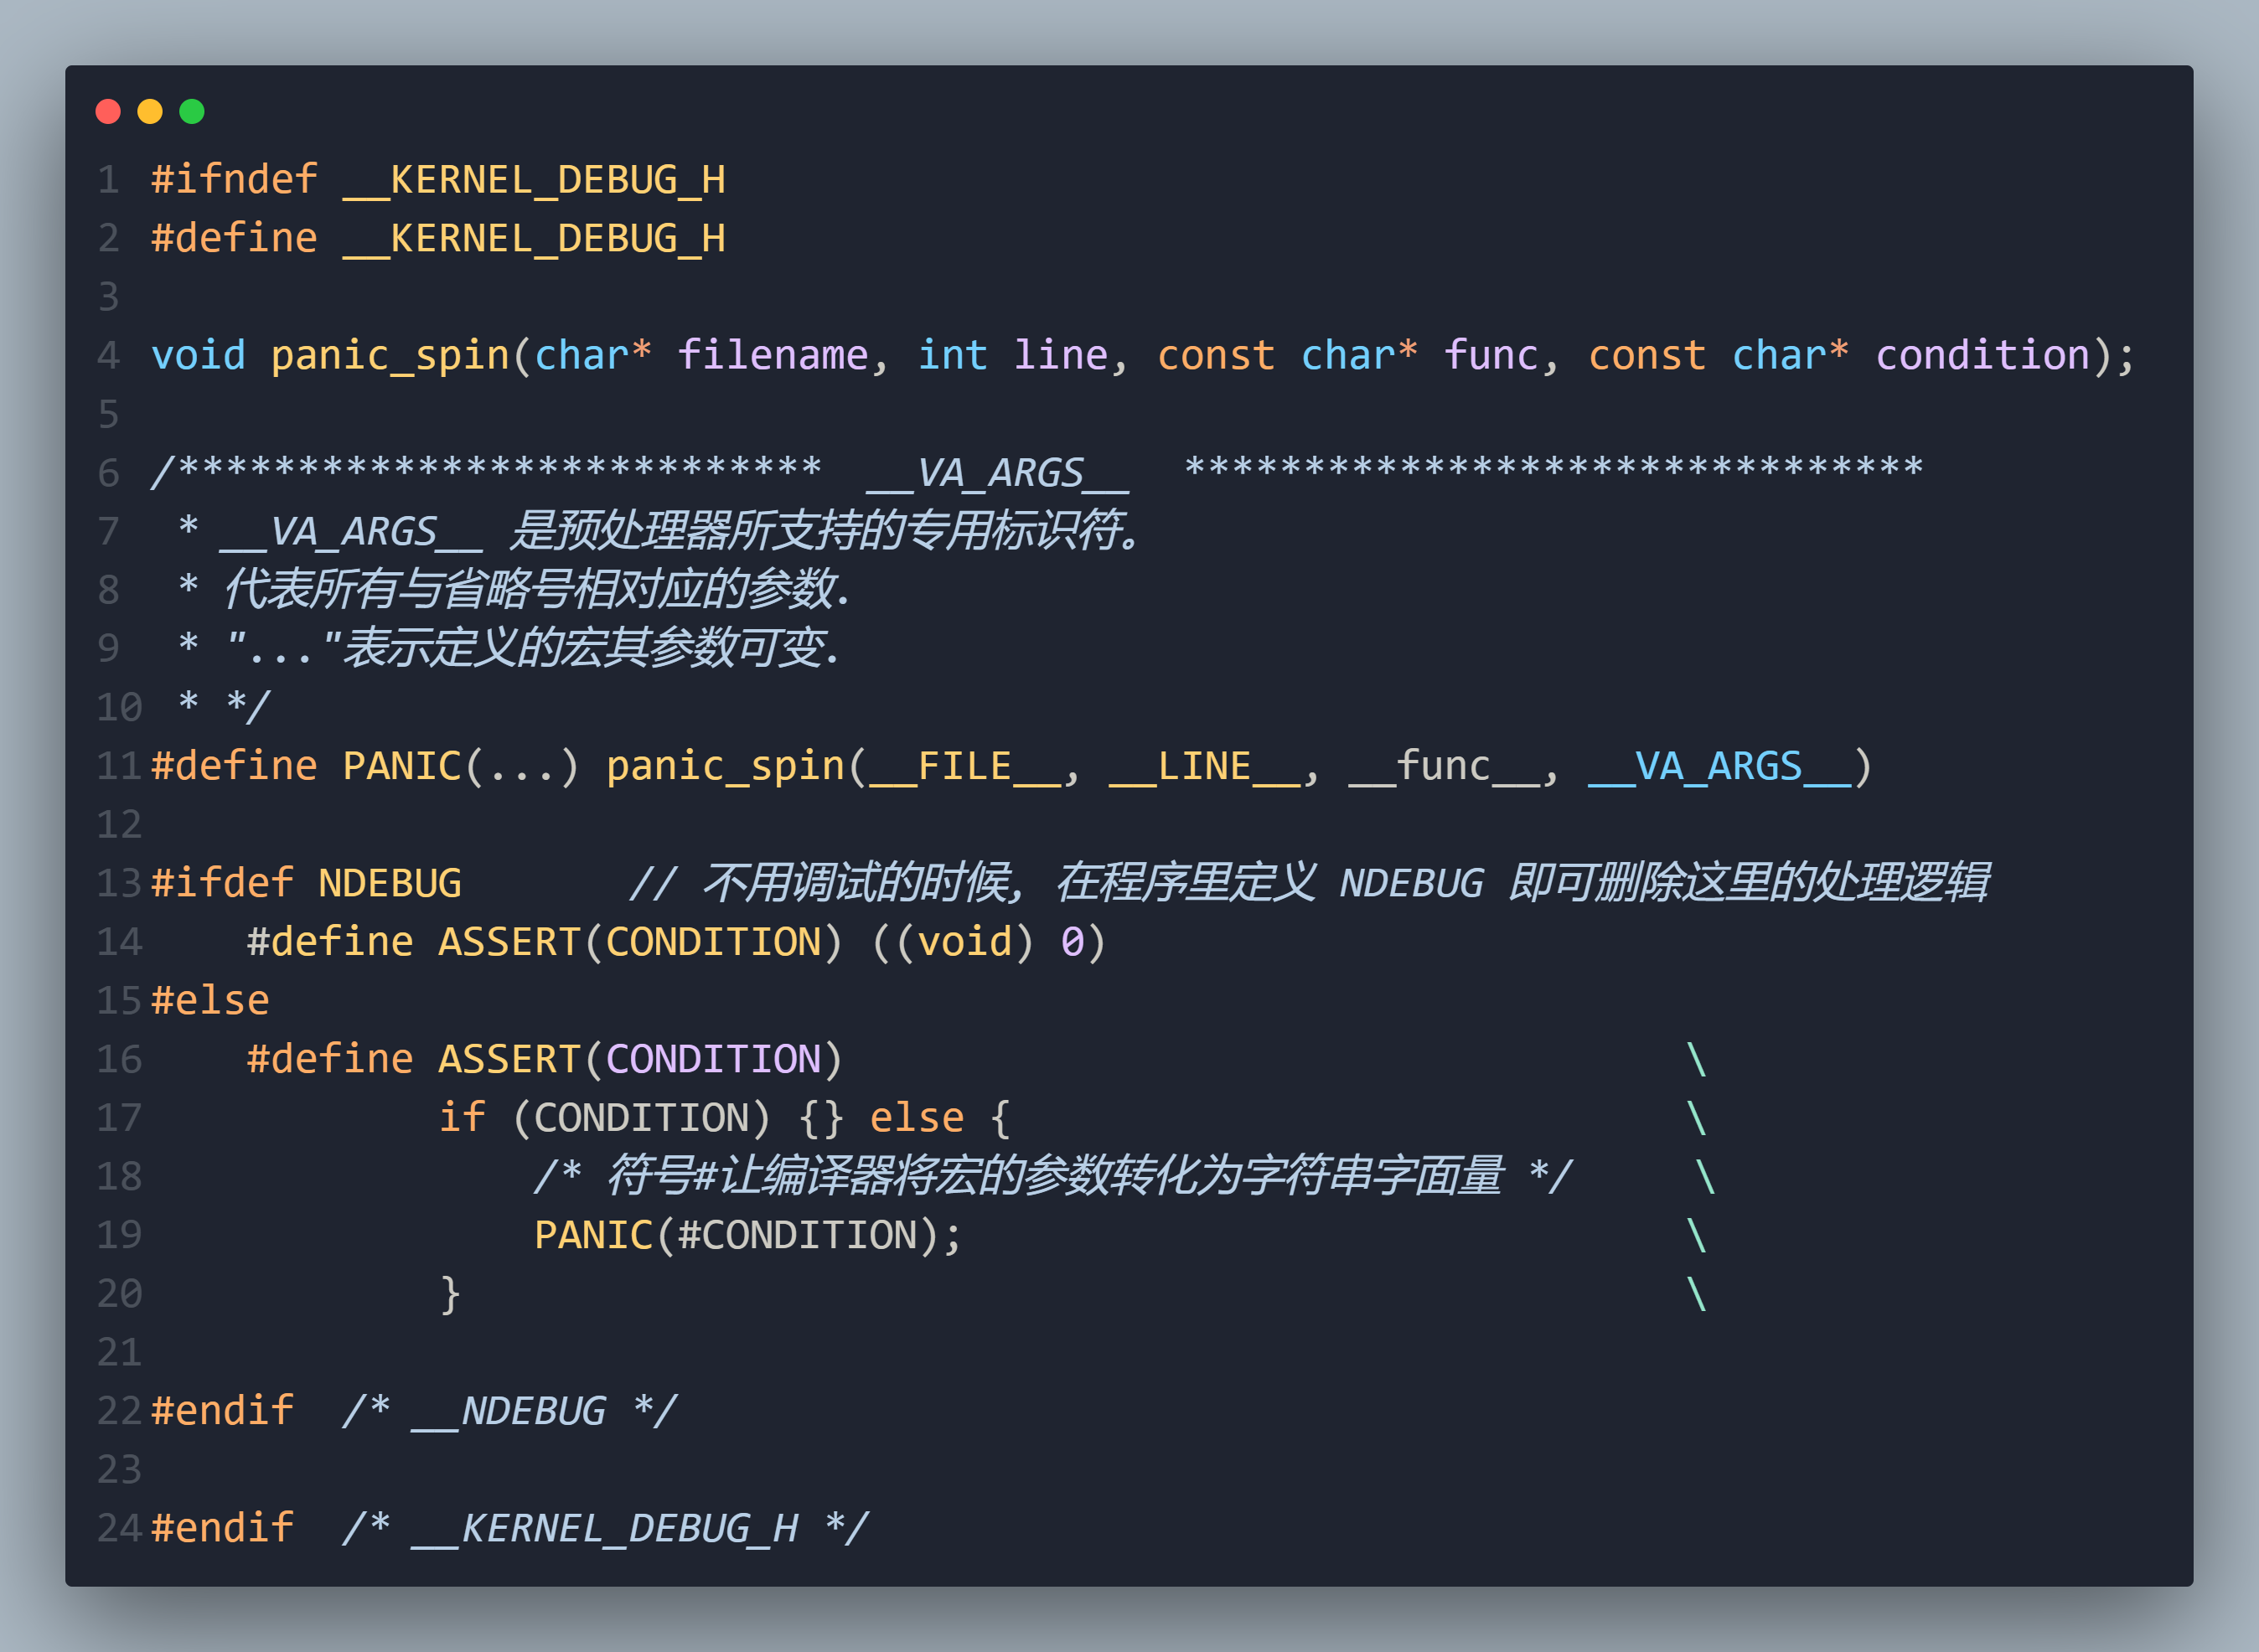 1 #ifndef __KERNEL_DEBUG_H
2 #define __KERNEL_DEBUG_H
3
4 void panic_spin(char* filename, int line, const char* func, const char* condition);
5
6 /***************************  __VA_ARGS__  *******************************
7  * __VA_ARGS__ 是预处理器所支持的专用标识符。
8  * 代表所有与省略号相对应的参数.
9  * "..."表示定义的宏其参数可变.
10  * */
11 #define PANIC(...) panic_spin(__FILE__, __LINE__, __func__, __VA_ARGS__)
12
13 #ifdef NDEBUG       // 不用调试的时候, 在程序里定义 NDEBUG 即可删除这里的处理逻辑
14     #define ASSERT(CONDITION) ((void) 0)
15 #else
16     #define ASSERT(CONDITION)                                   \
17             if (CONDITION) {} else {                            \
18                 /* 符号#让编译器将宏的参数转化为字符串字面量 */     \
19                 PANIC(#CONDITION);                              \
20             }                                                   \
21
22 #endif  /* __NDEBUG */
23
24 #endif  /* __KERNEL_DEBUG_H */